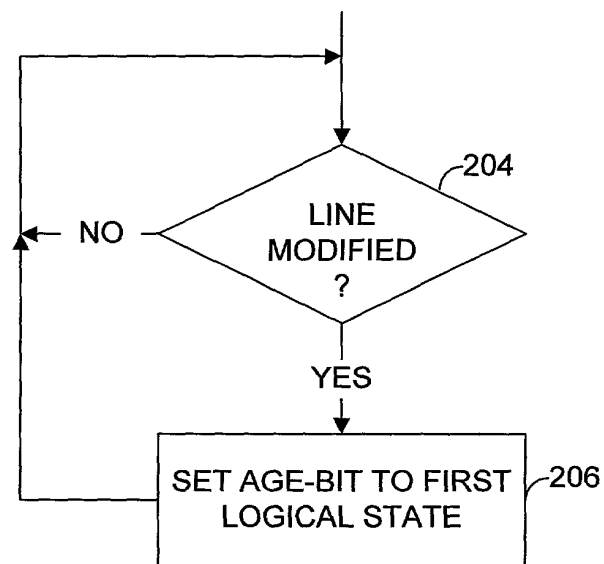 204
LINE
MODIFIED
?
NO
YES
SET AGE-BIT TO FIRST
LOGICAL STATE
206